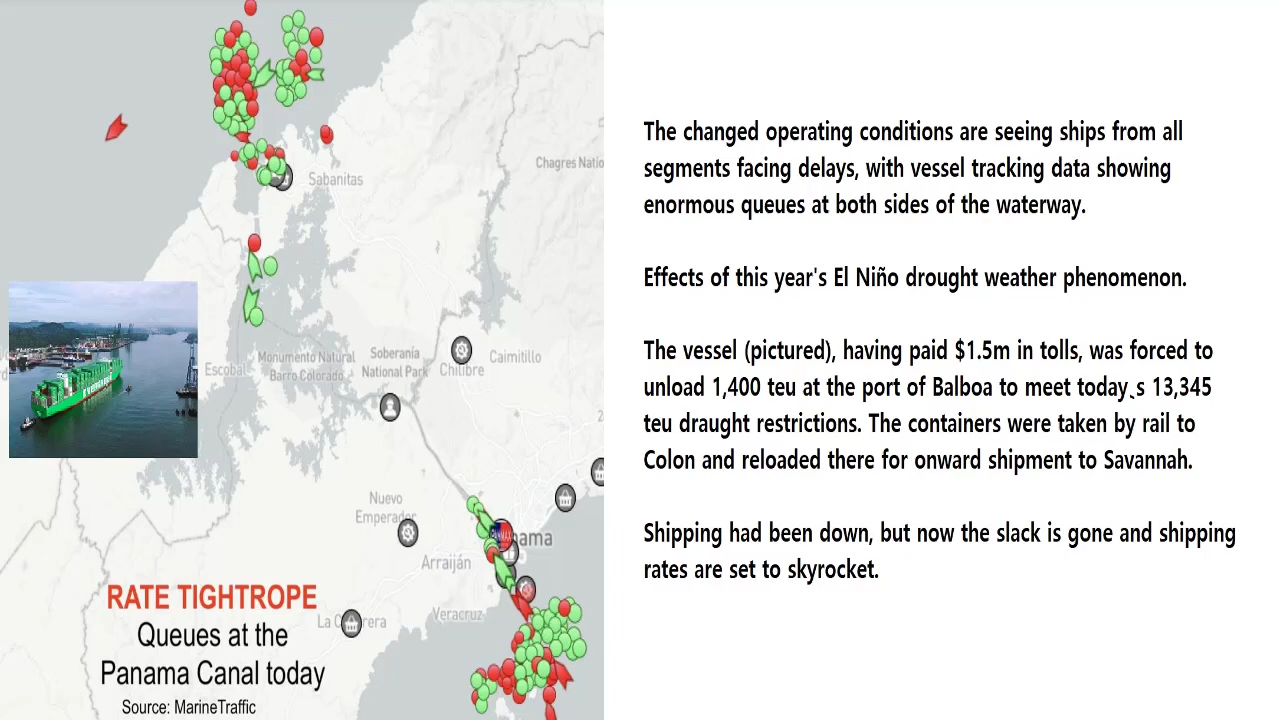 Sabanitas
Chagres Natio
Caimitillo
Chilibre
Soberanía
National Park
Monumento Natural
Barro Colorado
Escobal
Nuevo
Emperador
Arraiján
Veracruz
RATE TIGHTROPE
Queues at the
Panama Canal today
Source: MarineTraffic
The changed operating conditions are seeing ships from all
segments facing delays, with vessel tracking data showing
enormous queues at both sides of the waterway.
Effects of this year's El Niño drought weather phenomenon.
The vessel (pictured), having paid $1.5m in tolls, was forced to
unload 1,400 teu at the port of Balboa to meet today˛s 13,345
teu draught restrictions. The containers were taken by rail to
Colon and reloaded there for onward shipment to Savannah.
Shipping had been down, but now the slack is gone and shipping
rates are set to skyrocket.